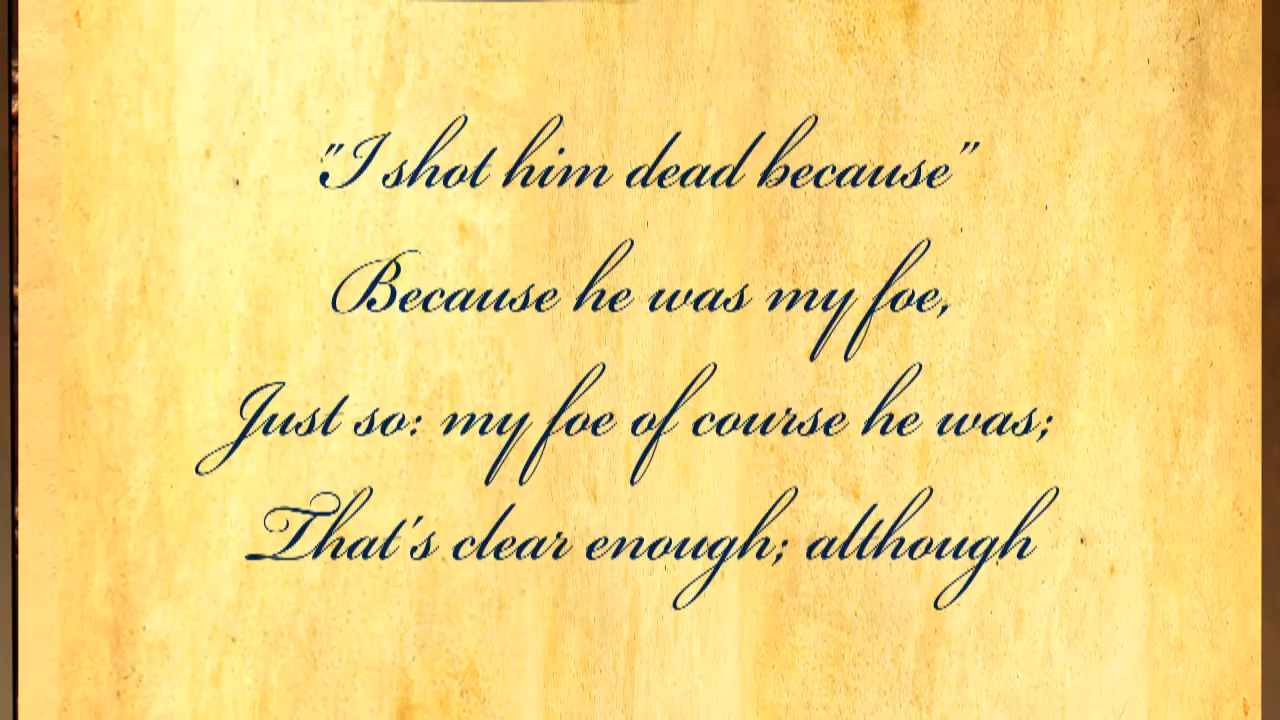 "I shot him dead because"
Because he was my foe,
Just so: my foe of course he was;
That's clear enough; although